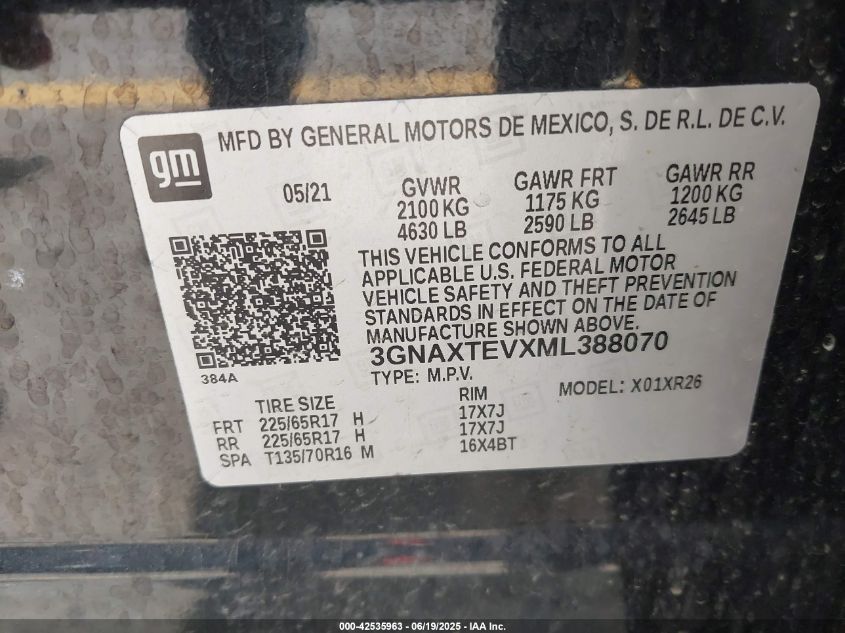 gm
MFD BY GENERAL MOTORS DE MEXICO, S. DE R.L. DE C.V.
05/21 GVWR GAWR FRT GAWR RR
2100 KG 1175 KG 1200 KG
4630 LB 2590 LB 2645 LB
THIS VEHICLE CONFORMS TO ALL
APPLICABLE U.S. FEDERAL MOTOR
VEHICLE SAFETY AND THEFT PREVENTION
STANDARDS IN EFFECT ON THE DATE OF
MANUFACTURE SHOWN ABOVE.
3GNAXTEVXML388070
384A
TYPE: M.P.V. MODEL: X01XR26
TIRE SIZE RIM
FRT 225/65R17 H 17X7J
RR 225/65R17 H 17X7J
SPA T135/70R16 M 16X4BT
000-42535963 - 06/19/2025 - IAA Inc.